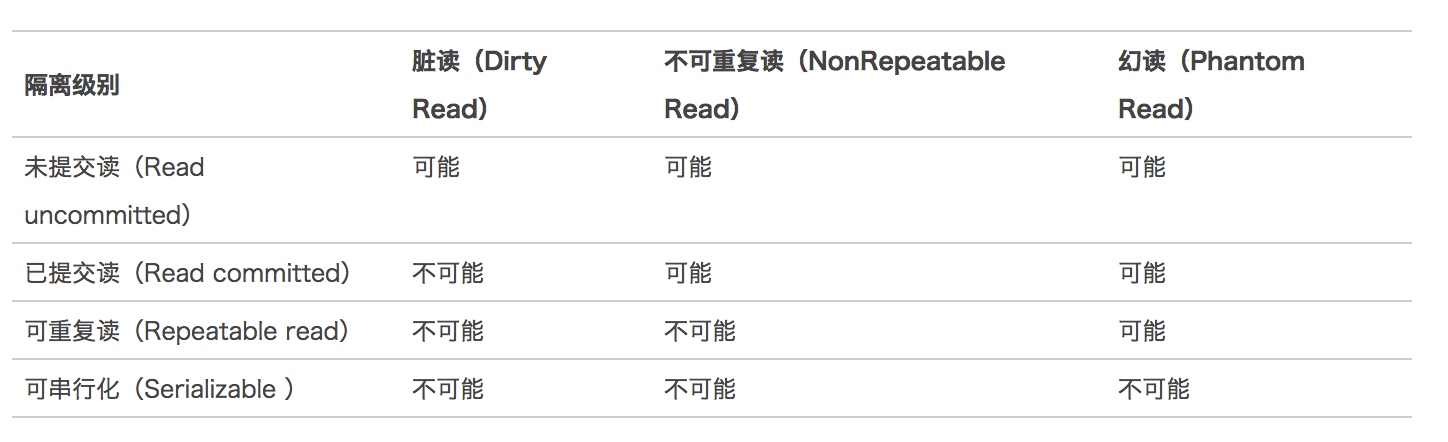 隔离级别 脏读（Dirty Read） 不可重复读（NonRepeatable Read） 幻读（Phantom Read）
未提交读（Read uncommitted） 可能 可能 可能
已提交读（Read committed） 不可能 可能 可能
可重复读（Repeatable read） 不可能 不可能 可能
可串行化（Serializable ） 不可能 不可能 不可能